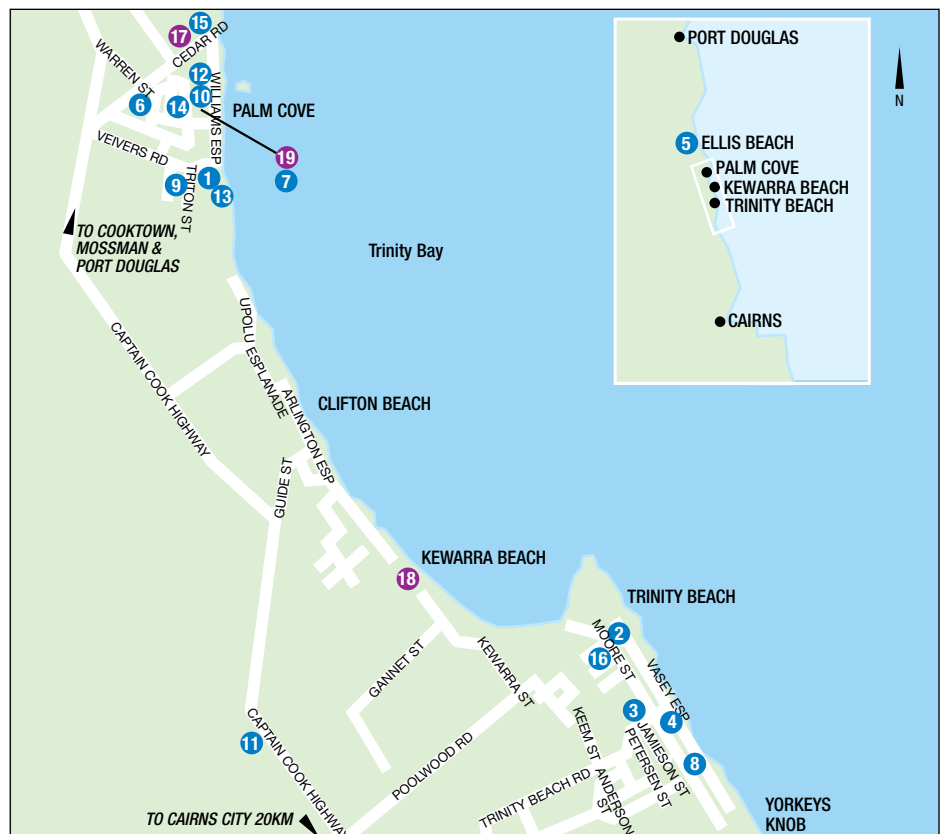 15
17
CEDAR RD
WARREN ST
12
WILLIAMS ESP
10
6
14
PALM COVE
19
7
VEIVERS RD
TRITON ST
9
1
13
TO COOKTOWN,
MOSSMAN &
PORT DOUGLAS
Trinity Bay
PORT DOUGLAS
N
5
ELLIS BEACH
PALM COVE
KEWARRA BEACH
TRINITY BEACH
CAIRNS
CAPTAIN COOK HIGHWAY
UPOLU ESPLANADE
ARLINGTON ESP
CLIFTON BEACH
GUIDE ST
KEWARRA BEACH
18
TRINITY BEACH
2
MOORE ST
16
VASEY ESP
GANNET ST
KEWARRA ST
3
4
JAMIESON ST
PETERSEN ST
8
KEEM ST
ANDERSON
ST
11
CAPTAIN COOK HIGHWAY
POOLWOOD RD
TRINITY BEACH RD
YORKEYS
KNOB
TO CAIRNS CITY 20KM